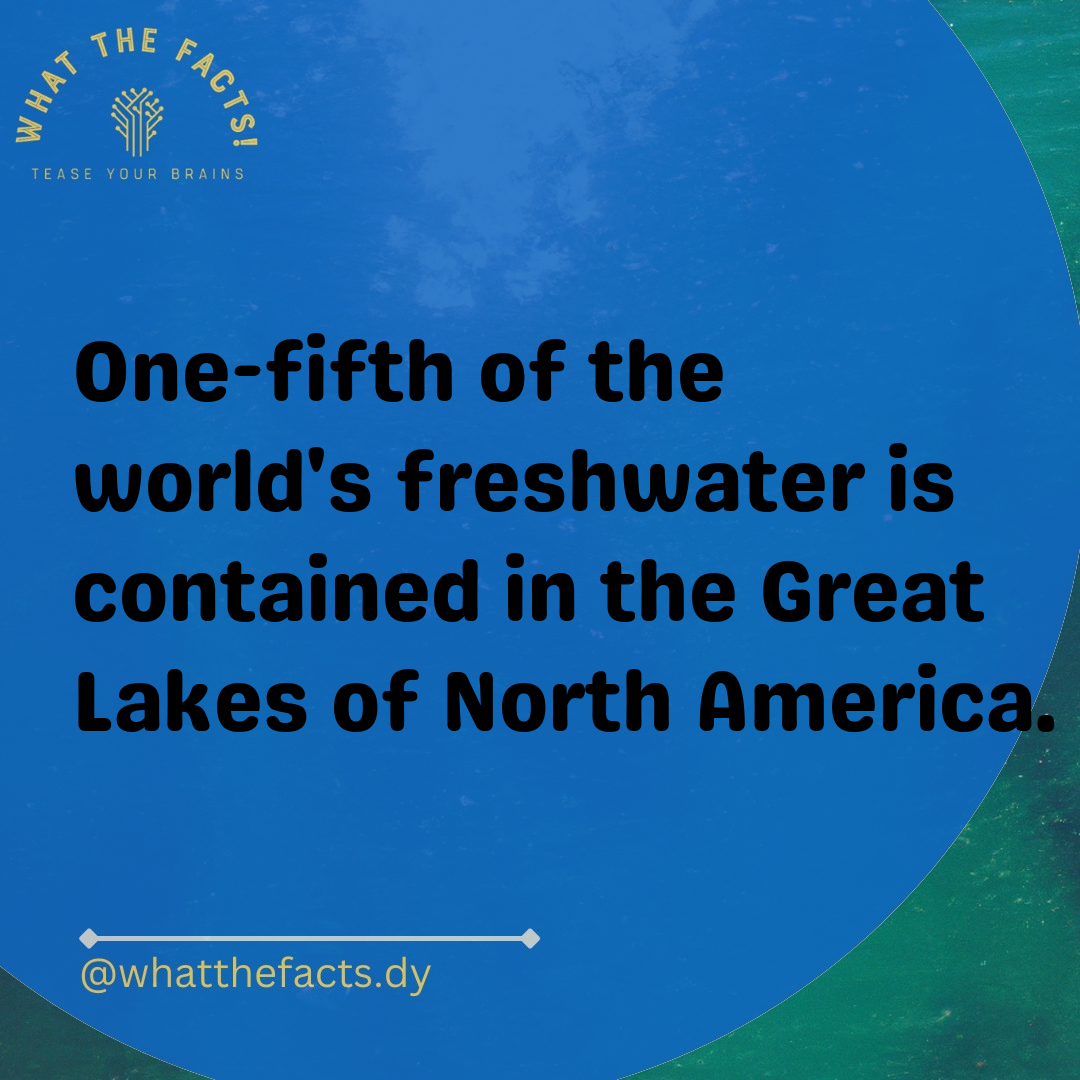 WHAT THE FACTS!
TEASE YOUR BRAINS
One-fifth of the
world's freshwater is
contained in the Great
Lakes of North America.
@whatthefacts.dy